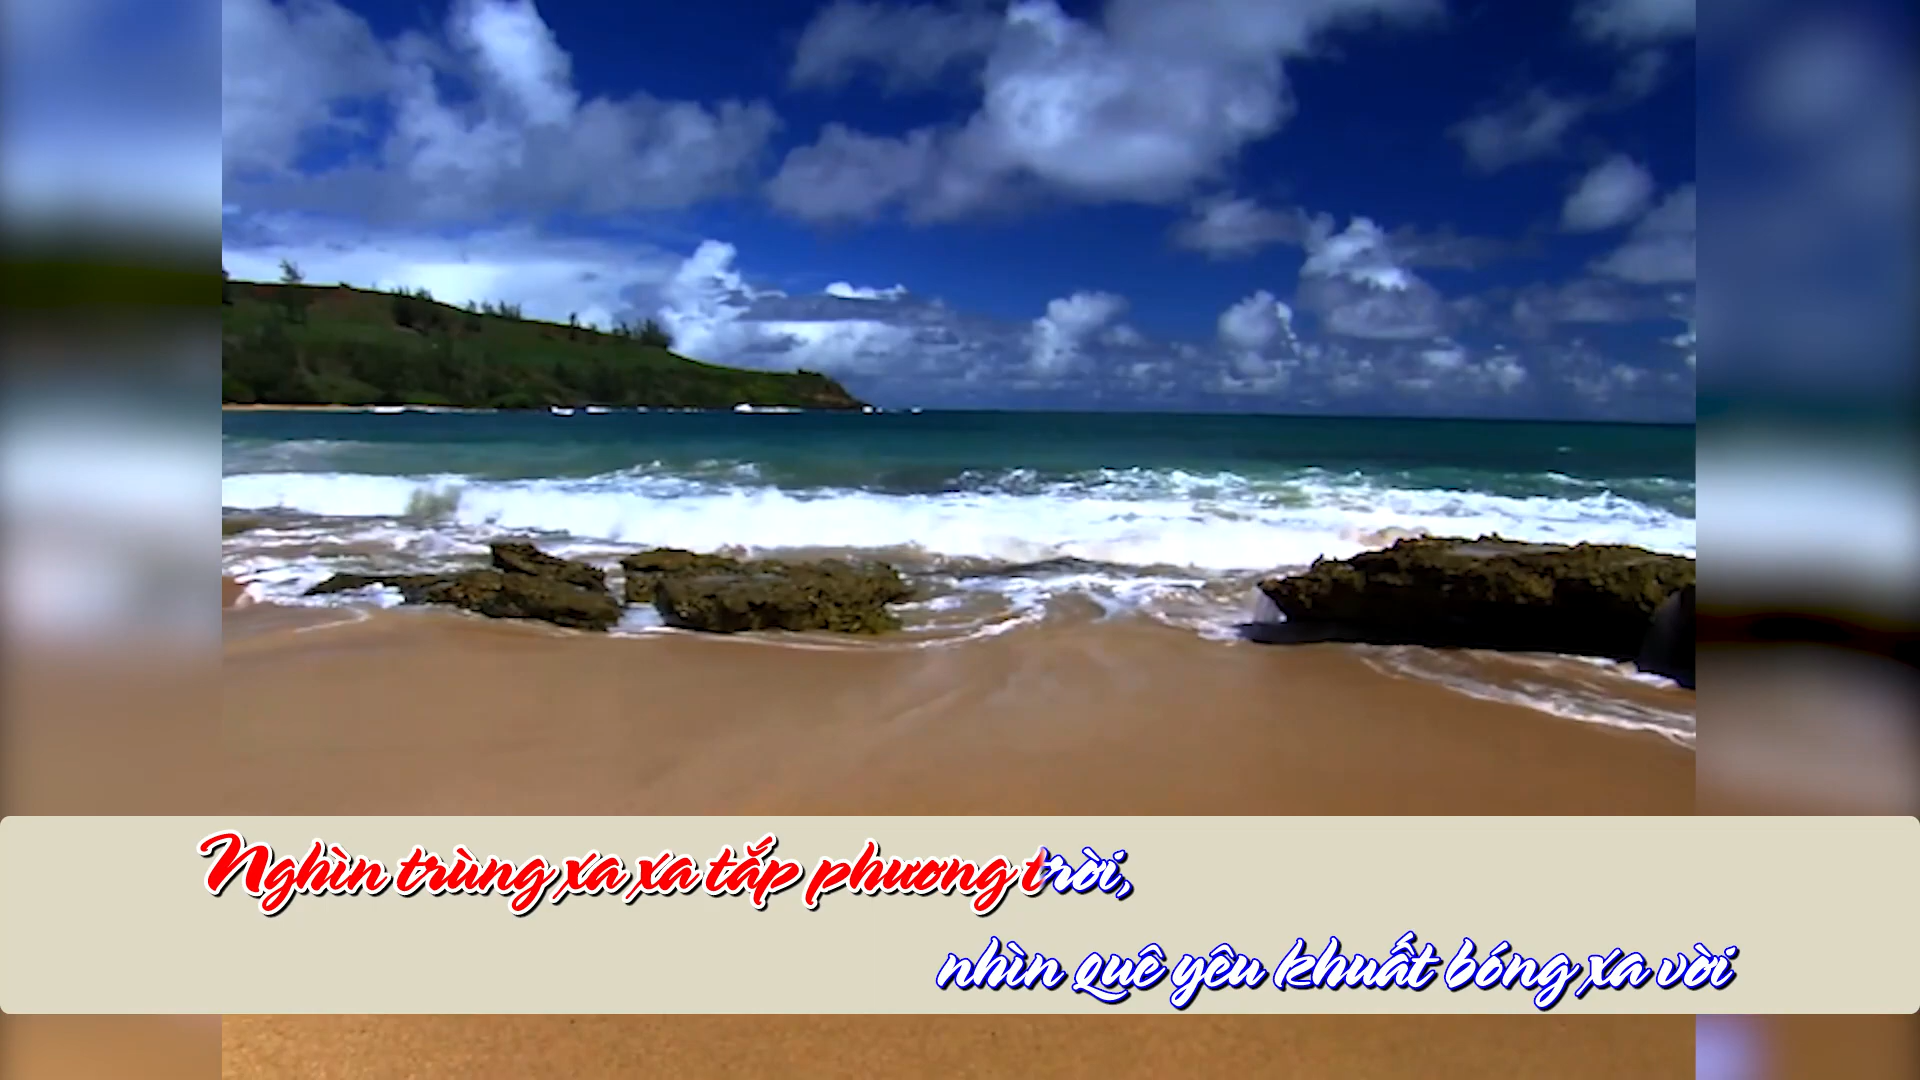 Nghìn trùng xa xa tắp phương trời,
nhìn quê yêu khuất bóng xa vời